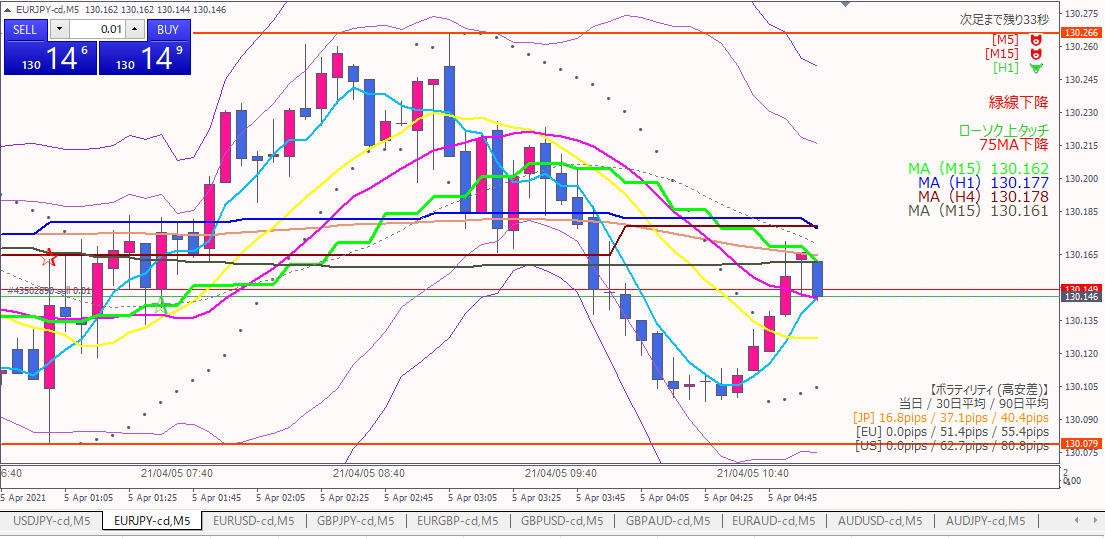 EURJPY-cd,M5 130.162 130.162 130.144 130.146
SELL 0.01 BUY
130 14 6 130 14 9
次足まで残り33秒
[M5]
[M15]
[H1]
緑線下降
ローソク上タッチ
75MA下降
MA（M15）130.162
MA（H1）130.177
MA（H4）130.178
MA（M15）130.161
#43502890 sell 0.01
【ボラティリティ(高安差)】
当日 / 30日平均 / 90日平均
[JP] 16.8pips / 37.1pips / 40.4pips
[EU] 0.0pips / 51.4pips / 55.4pips
[US] 0.0pips / 62.7pips / 80.8pips
130.275
130.266
130.260
130.245
130.230
130.215
130.200
130.185
130.165
130.149
130.146
130.135
130.120
130.105
130.090
130.079
130.075
6:40 21/04/05 07:40 21/04/05 08:40 21/04/05 09:40 21/04/05 10:40
5 Apr 2021 5 Apr 01:05 5 Apr 01:25 5 Apr 01:45 5 Apr 02:05 5 Apr 02:25 5 Apr 02:45 5 Apr 03:05 5 Apr 03:25 5 Apr 03:45 5 Apr 04:05 5 Apr 04:25 5 Apr 04:45
USDJPY-cd,M5 EURJPY-cd,M5 EURUSD-cd,M5 GBPJPY-cd,M5 EURGBP-cd,M5 GBPUSD-cd,M5 GBPAUD-cd,M5 EURAUD-cd,M5 AUDUSD-cd,M5 AUDJPY-cd,M5